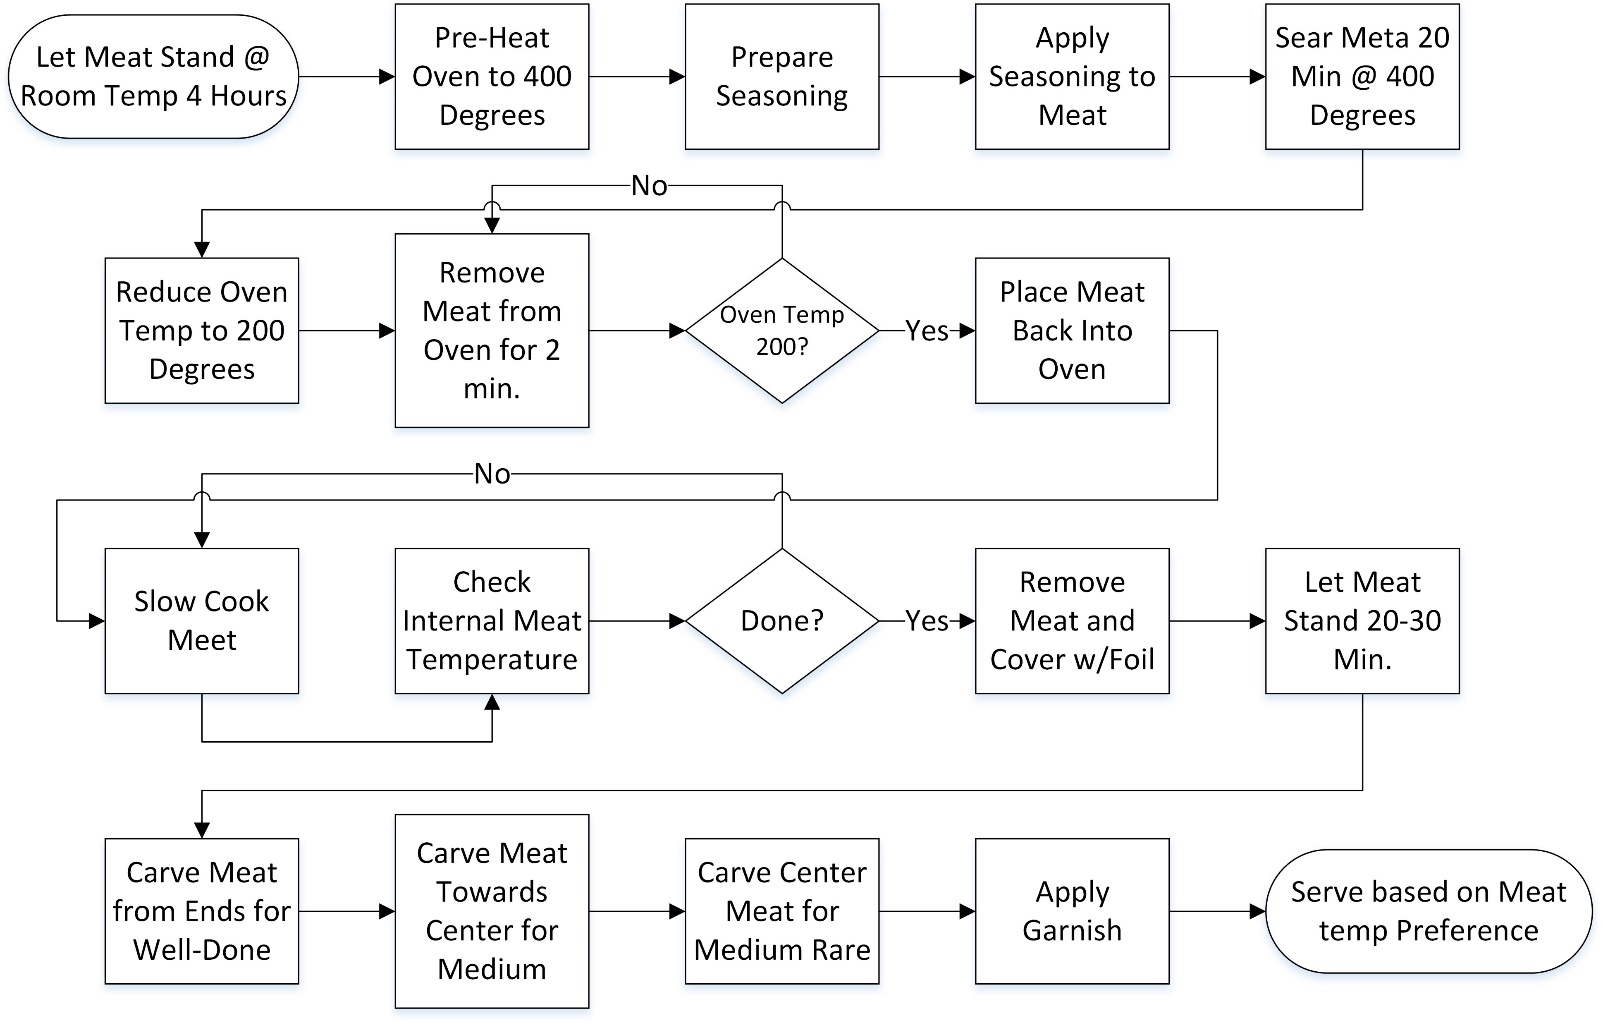 Let Meat Stand @
Room Temp 4 Hours
Pre-Heat
Oven to 400
Degrees
Prepare
Seasoning
Apply
Seasoning to
Meat
Sear Meta 20
Min @ 400
Degrees
No
Reduce Oven
Temp to 200
Degrees
Remove
Meat from
Oven for 2
min.
Oven Temp
200?
Yes
Place Meat
Back Into
Oven
No
Slow Cook
Meet
Check
Internal Meat
Temperature
Done?
Yes
Remove
Meat and
Cover w/Foil
Let Meat
Stand 20-30
Min.
Carve Meat
from Ends for
Well-Done
Carve Meat
Towards
Center for
Medium
Carve Center
Meat for
Medium Rare
Apply
Garnish
Serve based on Meat
temp Preference